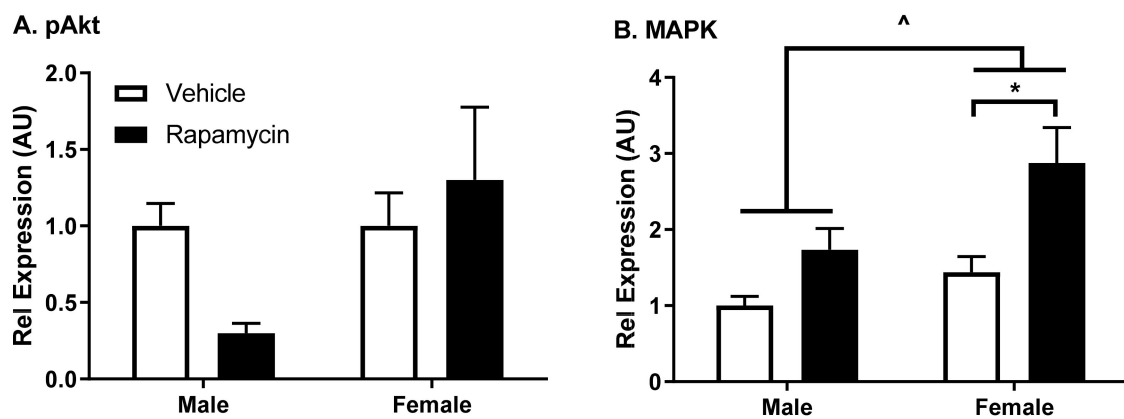 A. pAkt
Rel Expression (AU)
2.0
1.5
1.0
0.5
0.0
Vehicle
Rapamycin
Male
Female
B. MAPK
Rel Expression (AU)
4
3
2
1
0
^
*
Male
Female